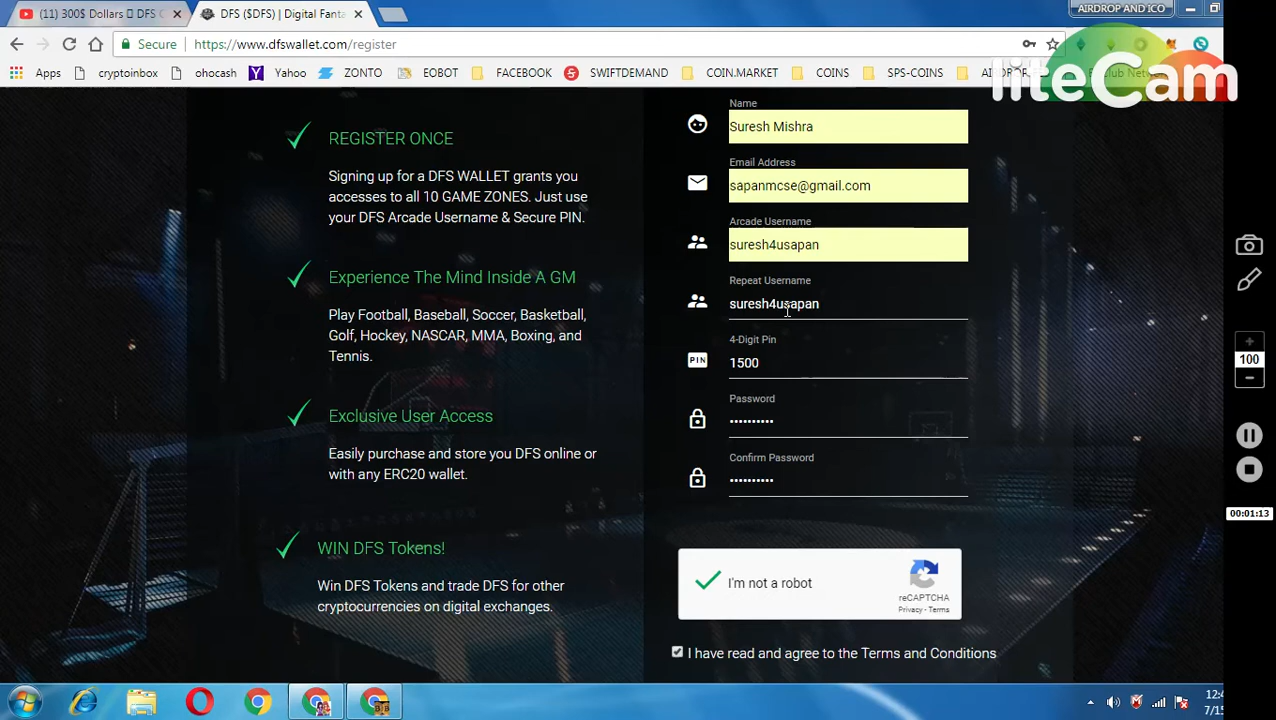 (11) 300$ Dollars
DFS C
DFS ($DFS) | Digital Fanta
AIRDROP AND ICO
Secure
https://www.dfswallet.com/register
Apps
cryptoinbox
ohocash
Yahoo
ZONTO
EOBOT
FACEBOOK
SWIFTDEMAND
COIN.MARKET
COINS
SPS-COINS
liteCam
REGISTER ONCE
Signing up for a DFS WALLET grants you
accesses to all 10 GAME ZONES. Just use
your DFS Arcade Username & Secure PIN.
Experience The Mind Inside A GM
Play Football, Baseball, Soccer, Basketball,
Golf, Hockey, NASCAR, MMA, Boxing, and
Tennis.
Exclusive User Access
Easily purchase and store you DFS online or
with any ERC20 wallet.
WIN DFS Tokens!
Win DFS Tokens and trade DFS for other
cryptocurrencies on digital exchanges.
Name
Suresh Mishra
Email Address
sapanmcse@gmail.com
Arcade Username
suresh4usapan
Repeat Username
suresh4usapan
4-Digit Pin
PIN
1500
Password
••••••••••
Confirm Password
••••••••••
I'm not a robot
reCAPTCHA
Privacy - Terms
I have read and agree to the Terms and Conditions
100
00:01:13
12:4
7/15